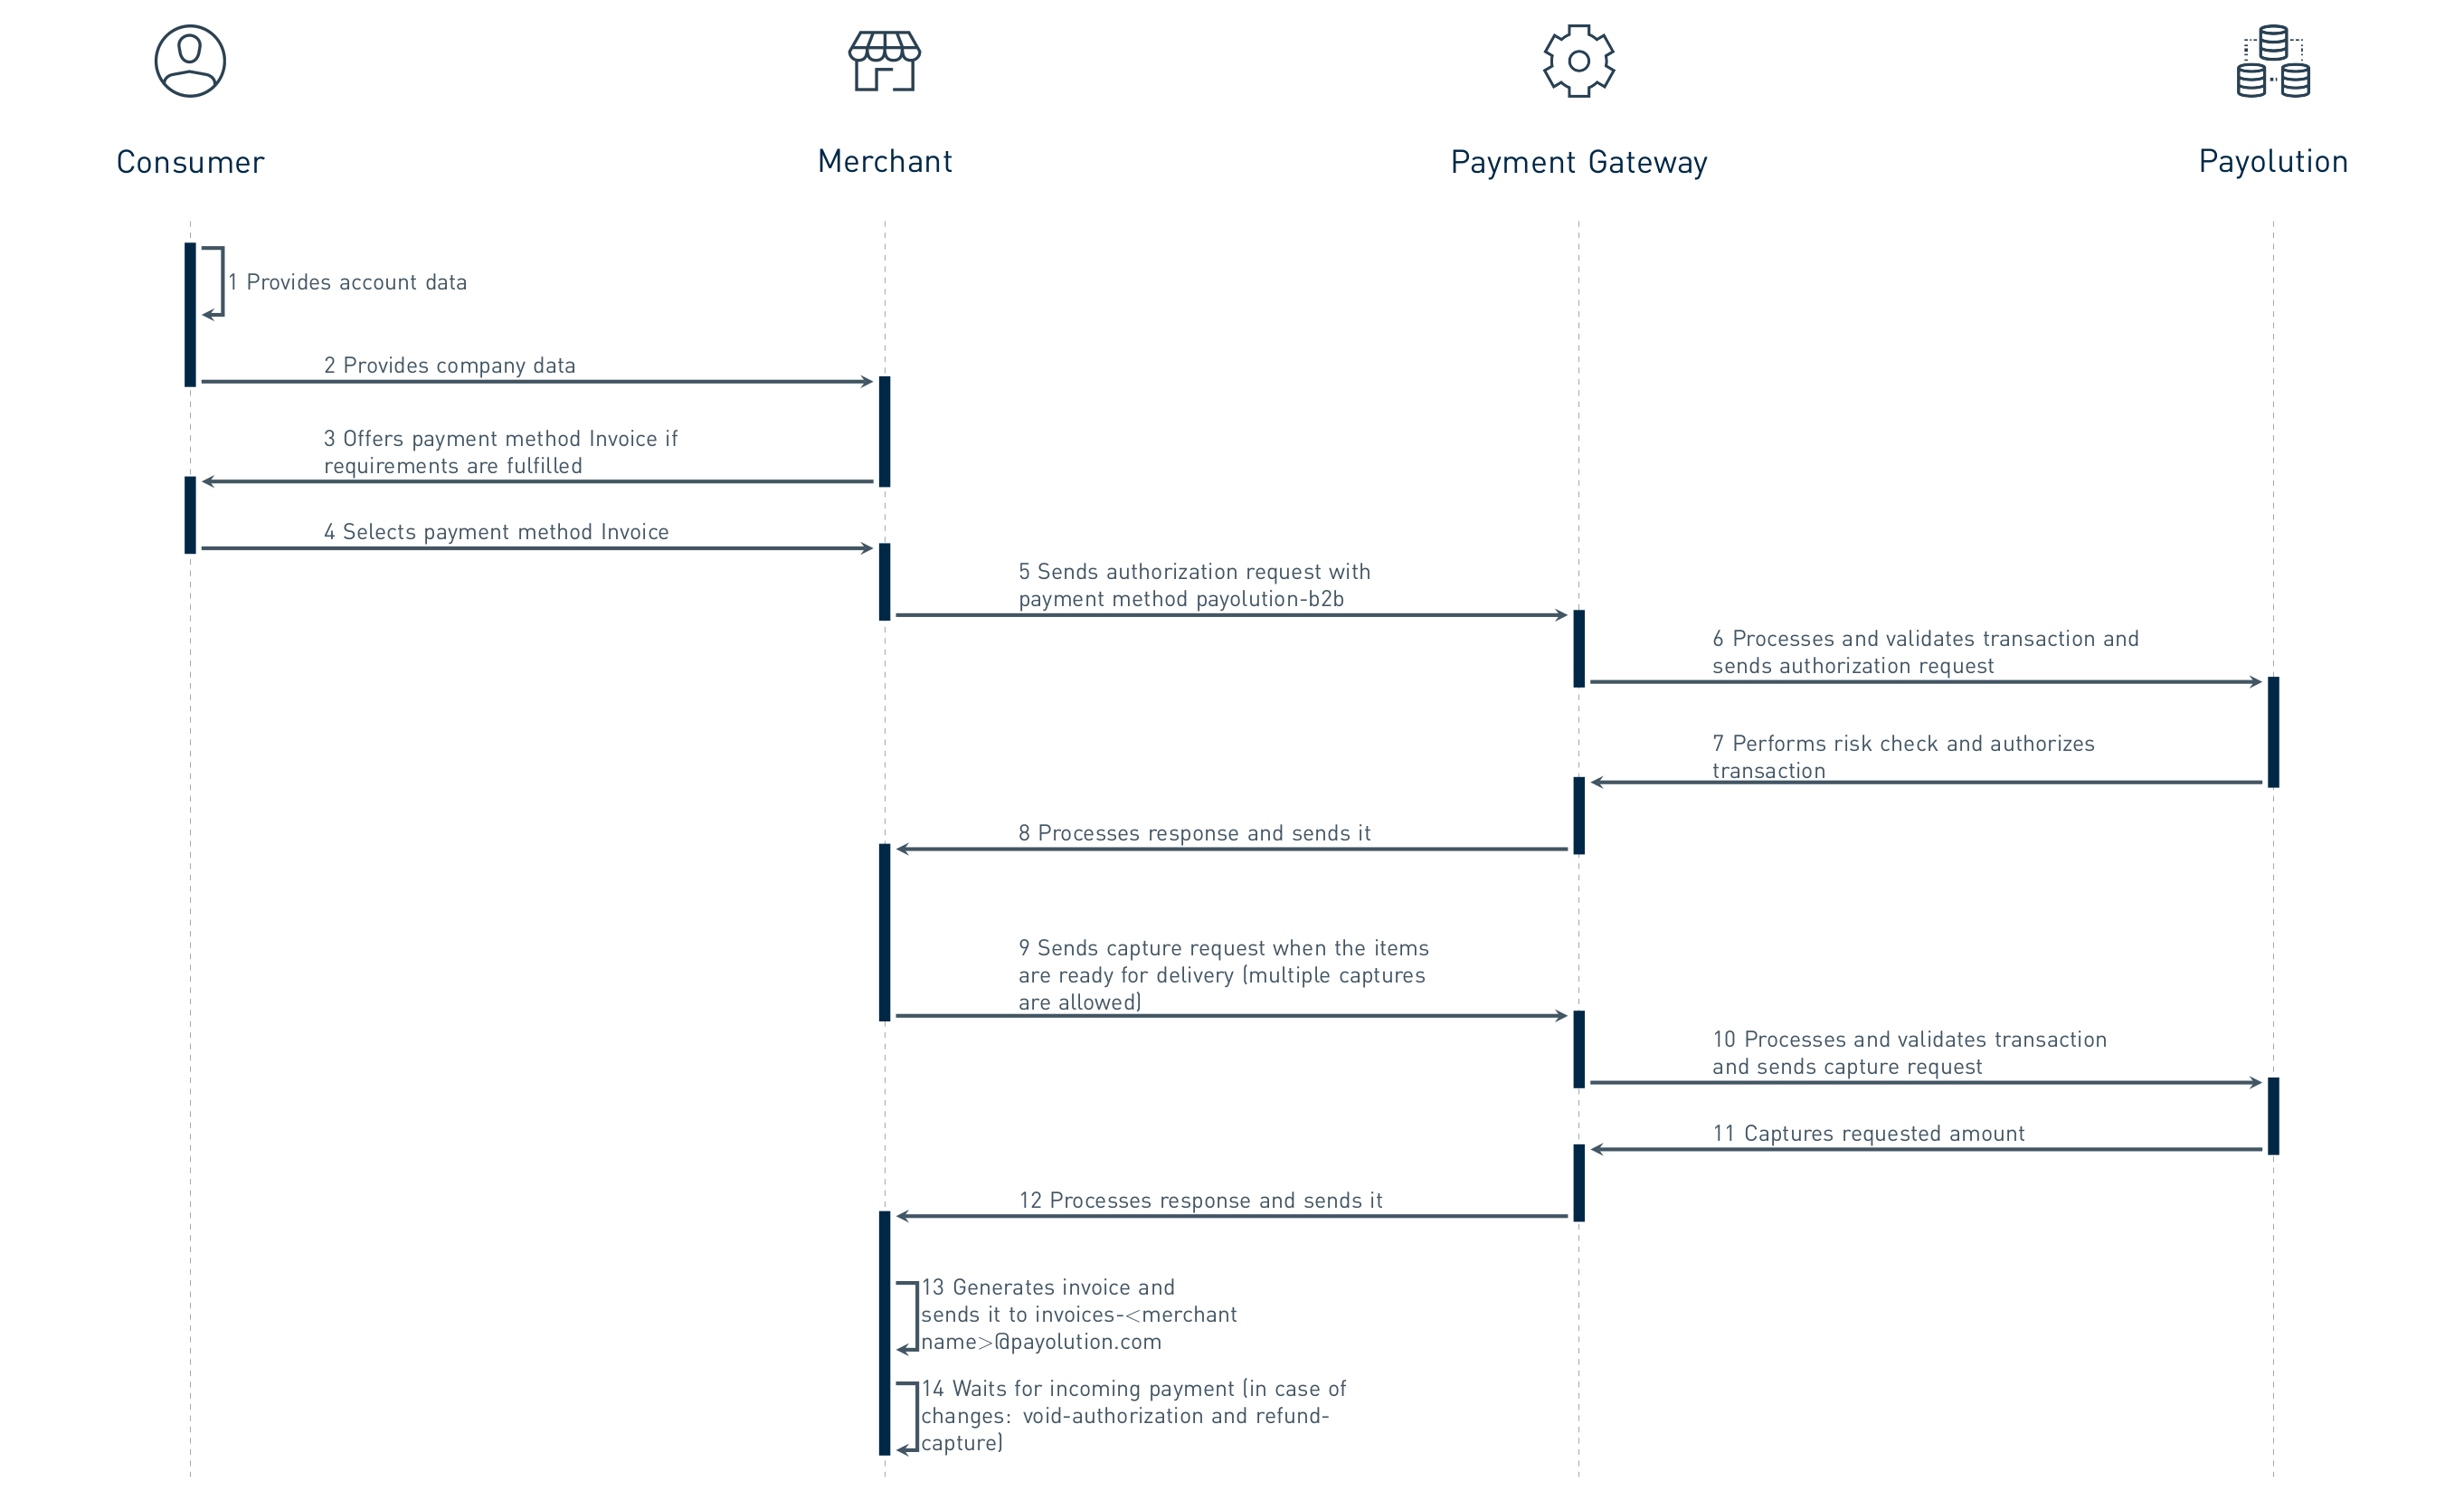 Consumer
Merchant
Payment Gateway
Payolution
1 Provides account data
2 Provides company data
3 Offers payment method Invoice if
requirements are fulfilled
4 Selects payment method Invoice
5 Sends authorization request with
payment method payolution-b2b
6 Processes and validates transaction and
sends authorization request
7 Performs risk check and authorizes
transaction
8 Processes response and sends it
9 Sends capture request when the items
are ready for delivery (multiple captures
are allowed)
10 Processes and validates transaction
and sends capture request
11 Captures requested amount
12 Processes response and sends it
13 Generates invoice and
sends it to invoices-<merchant
name>@payolution.com
14 Waits for incoming payment (in case of
changes: void-authorization and refund-
capture)